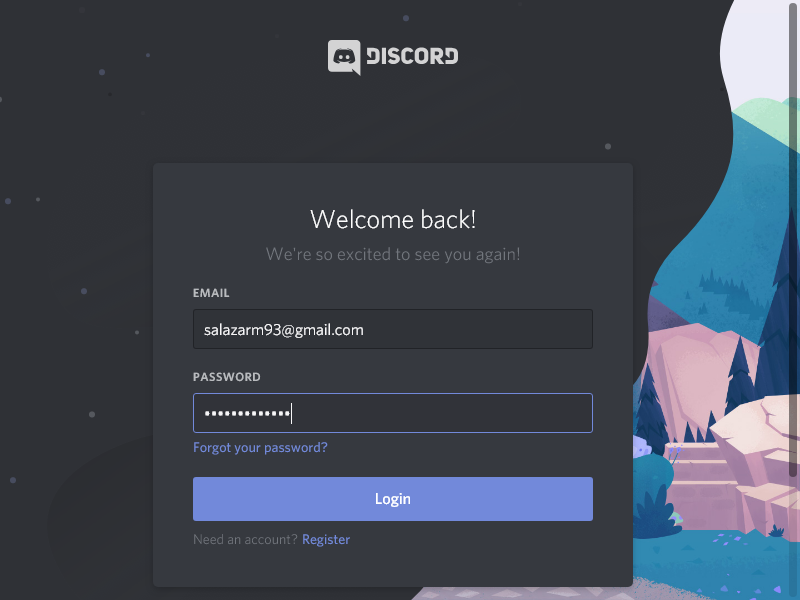 DISCORD
Welcome back!
We're so excited to see you again!
EMAIL
salazarm93@gmail.com
PASSWORD
•••••••••••••
Forgot your password?
Login
Need an account? Register